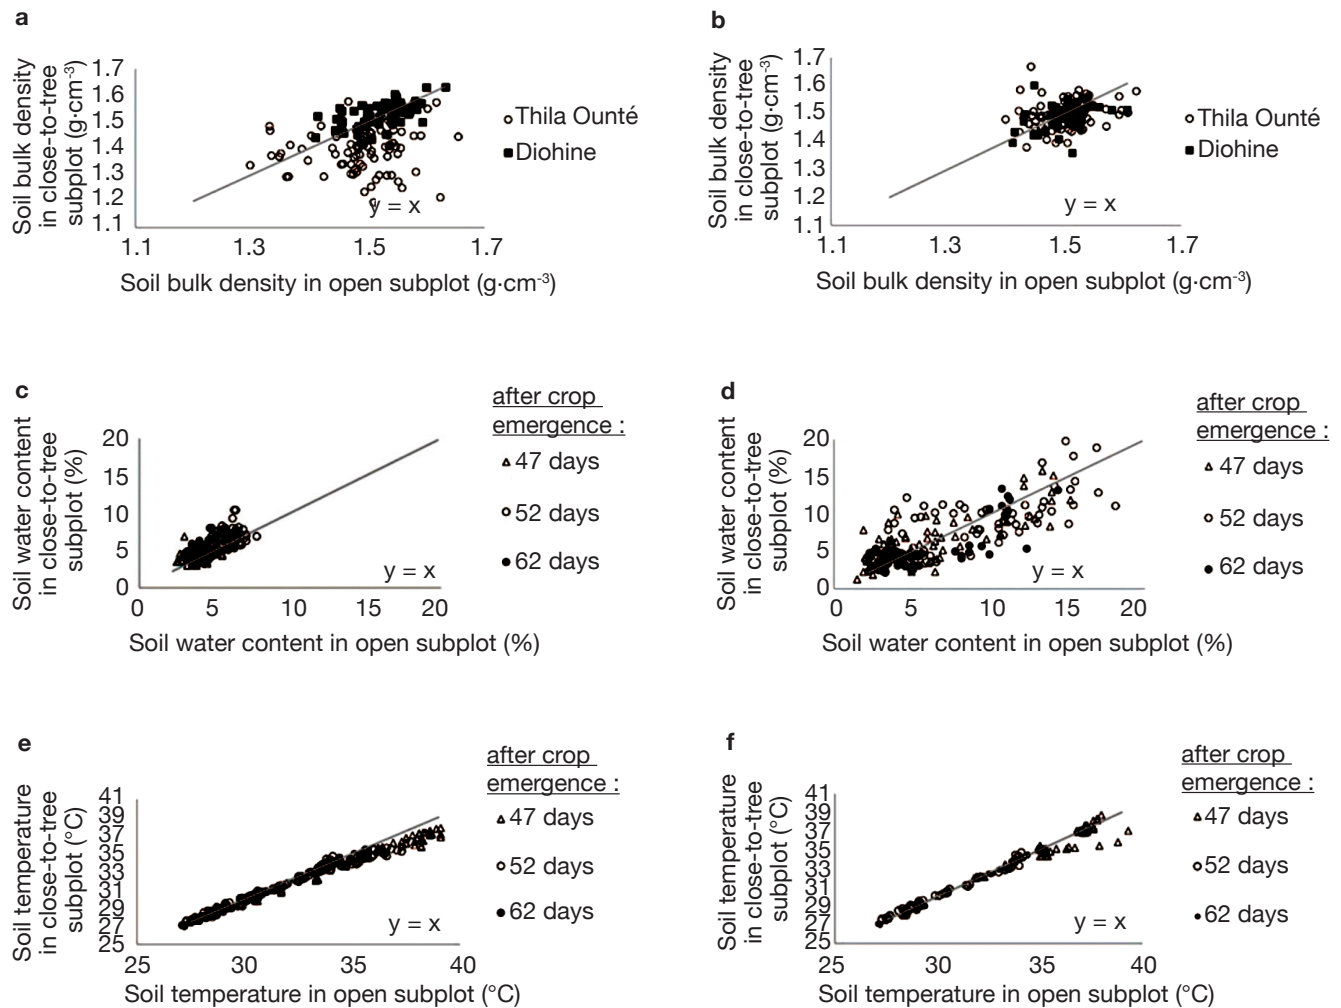 a
Soil bulk density
in close-to-tree
subplot (g·cm⁻³)
1.7
1.6
1.5
1.4
1.3
1.2
1.1
1.1
1.3
1.5
1.7
y = x
Thila Ounté
Diohine
Soil bulk density in open subplot (g·cm⁻³)
b
Soil bulk density
in close-to-tree
subplot (g·cm⁻³)
1.7
1.6
1.5
1.4
1.3
1.2
1.1
1.1
1.3
1.5
1.7
y = x
Thila Ounté
Diohine
Soil bulk density in open subplot (g·cm⁻³)
c
Soil water content
in close-to-tree
subplot (%)
20
15
10
5
0
0
5
10
15
20
y = x
after crop
emergence :
47 days
52 days
62 days
Soil water content in open subplot (%)
d
Soil water content
in close-to-tree
subplot (%)
20
15
10
5
0
0
5
10
15
20
y = x
after crop
emergence :
47 days
52 days
62 days
Soil water content in open subplot (%)
e
Soil temperature
in close-to-tree
subplot (°C)
41
39
37
35
33
31
29
27
25
25
30
35
40
y = x
after crop
emergence :
47 days
52 days
62 days
Soil temperature in open subplot (°C)
f
Soil temperature
in close-to-tree
subplot (°C)
41
39
37
35
33
31
29
27
25
25
30
35
40
y = x
after crop
emergence :
47 days
52 days
62 days
Soil temperature in open subplot (°C)